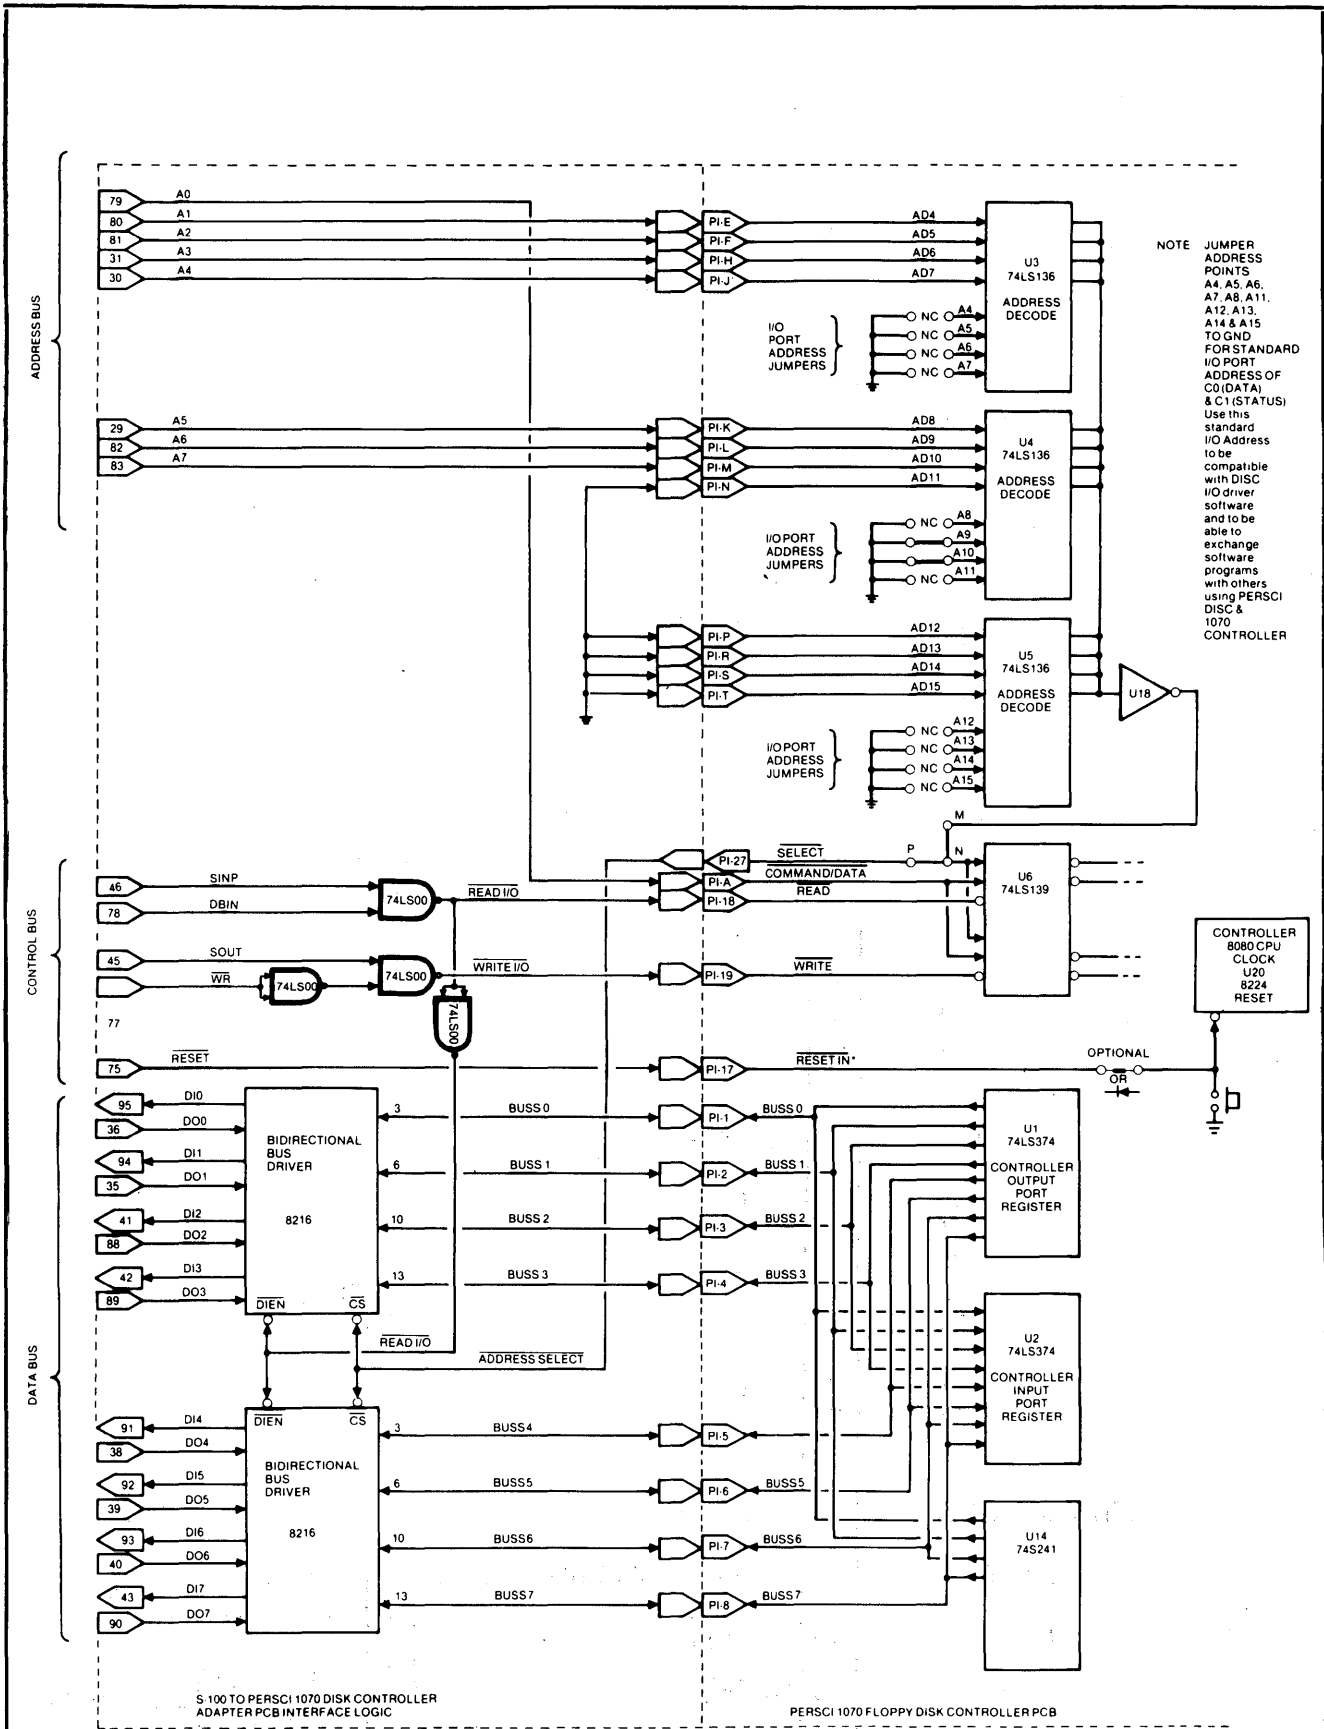 ADDRESS BUS
79 A0
80 A1
81 A2
31 A3
30 A4
PI-E AD4
PI-F AD5
PI-H AD6
PI-J AD7
U3
74LS136
ADDRESS
DECODE
I/O
PORT
ADDRESS
JUMPERS
NC A4
NC A5
NC A6
NC A7
NOTE JUMPER
ADDRESS
POINTS
A4, A5, A6,
A7, A8, A11,
A12, A13,
A14 & A15
TO GND
FOR STANDARD
I/O PORT
ADDRESS OF
C0 (DATA)
& C1 (STATUS)
Use this
standard
I/O Address
to be
compatible
with DISC
I/O driver
software
and to be
able to
exchange
software
programs
with others
using PERSCI
DISC &
1070
CONTROLLER
29 A5
82 A6
83 A7
PI-K AD8
PI-L AD9
PI-M AD10
PI-N AD11
U4
74LS136
ADDRESS
DECODE
I/O PORT
ADDRESS
JUMPERS
NC A8
A9
A10
NC A11
PI-P AD12
PI-R AD13
PI-S AD14
PI-T AD15
U5
74LS136
ADDRESS
DECODE
U18
I/O PORT
ADDRESS
JUMPERS
NC A12
NC A13
NC A14
NC A15
M
P N
CONTROL BUS
46 SINP
78 DBIN
74LS00
READ I/O
45 SOUT
WR
74LS00
74LS00
WRITE I/O
74LS00
77
75 RESET
PI-27 SELECT
PI-A COMMAND/DATA
PI-18 READ
PI-19 WRITE
PI-17 RESET IN*
U6
74LS139
OPTIONAL
OR
CONTROLLER
8080 CPU
CLOCK
U20
8224
RESET
DATA BUS
95 DI0
36 DO0
94 DI1
35 DO1
41 DI2
88 DO2
42 DI3
89 DO3
BIDIRECTIONAL
BUS
DRIVER
8216
DIEN CS
3 BUSS 0 PI-1 BUSS 0
6 BUSS 1 PI-2 BUSS 1
10 BUSS 2 PI-3 BUSS 2
13 BUSS 3 PI-4 BUSS 3
READ I/O
ADDRESS SELECT
U1
74LS374
CONTROLLER
OUTPUT
PORT
REGISTER
U2
74LS374
CONTROLLER
INPUT
PORT
REGISTER
91 DI4
38 DO4
92 DI5
39 DO5
93 DI6
40 DO6
43 DI7
90 DO7
DIEN CS
BIDIRECTIONAL
BUS
DRIVER
8216
3 BUSS4 PI-5
6 BUSS5 PI-6 BUSS5
10 BUSS6 PI-7 BUSS6
13 BUSS7 PI-8 BUSS7
U14
74S241
S-100 TO PERSCI 1070 DISK CONTROLLER
ADAPTER PCB INTERFACE LOGIC
PERSCI 1070 FLOPPY DISK CONTROLLER PCB